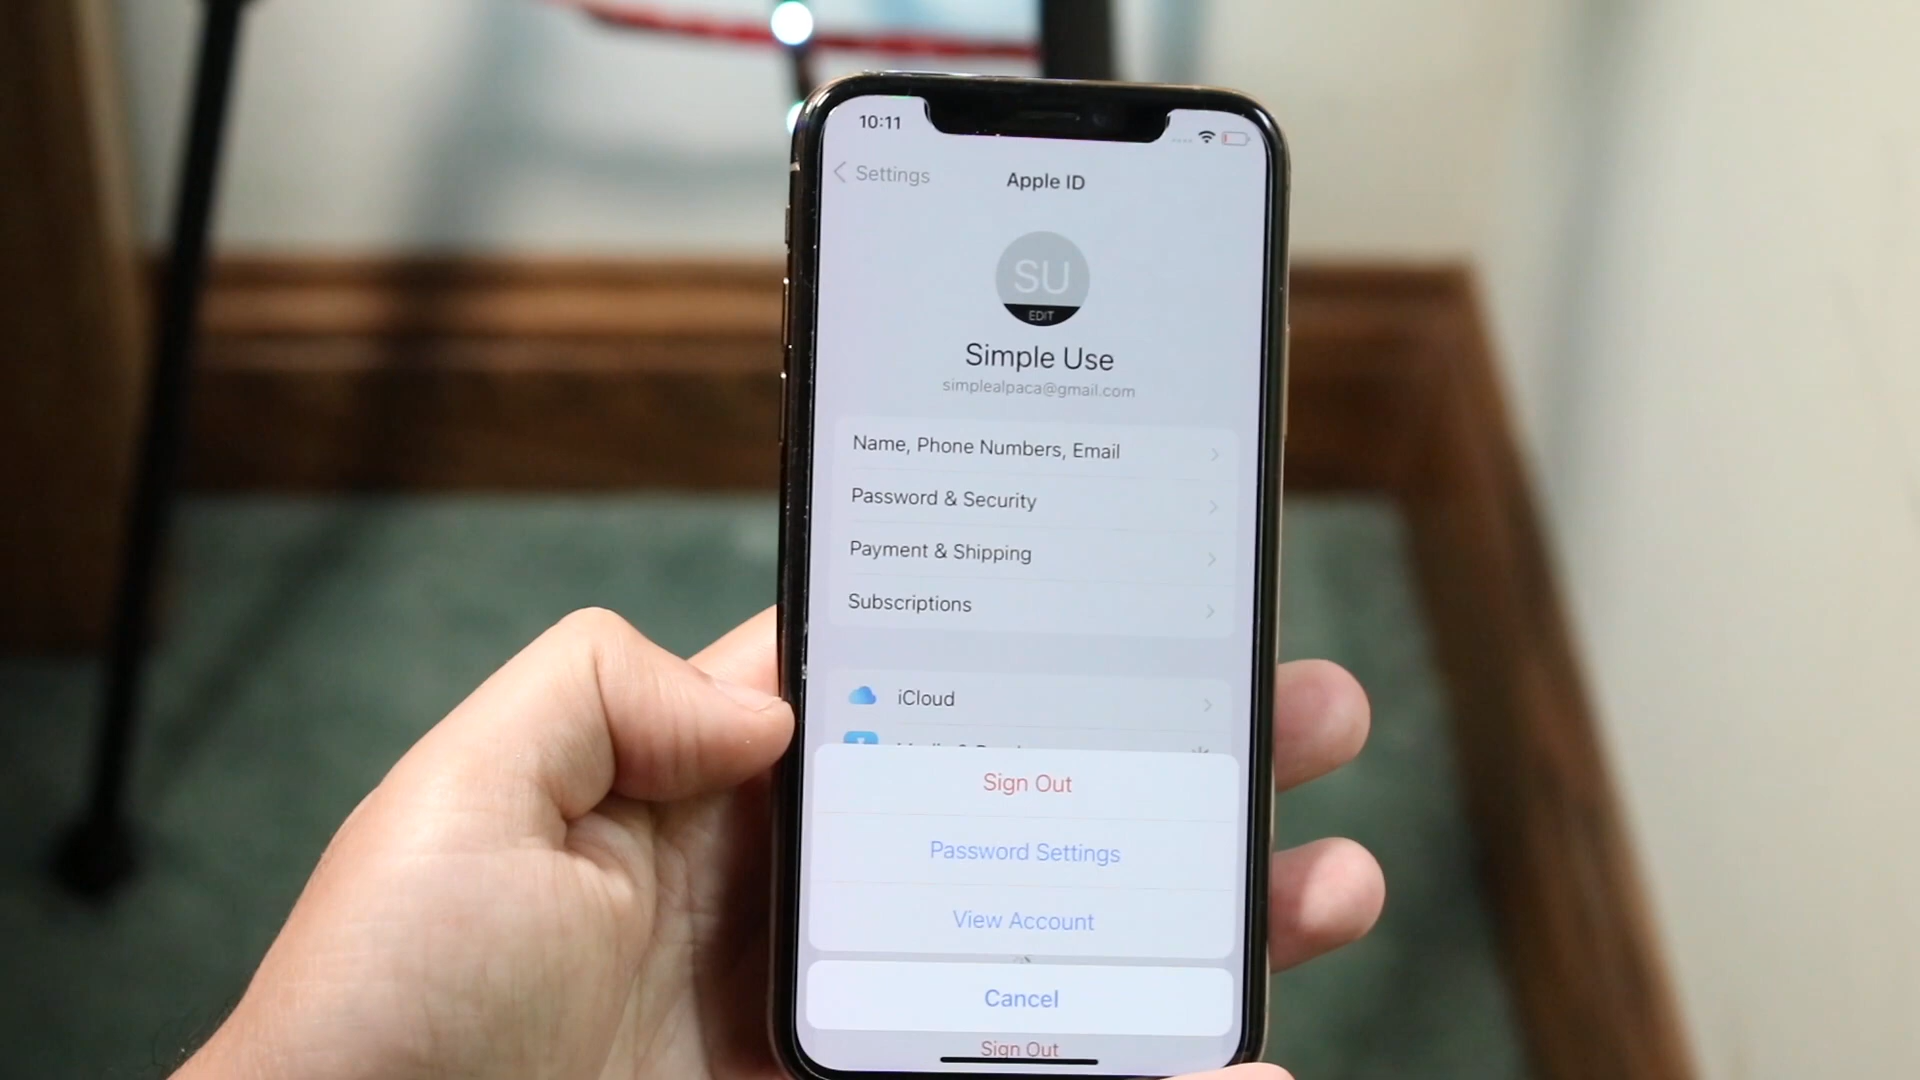 10:11
Settings
Apple ID
SU
EDIT
Simple Use
simplealpaca@gmail.com
Name, Phone Numbers, Email
Password & Security
Payment & Shipping
Subscriptions
iCloud
Sign Out
Password Settings
View Account
Cancel
Sign Out